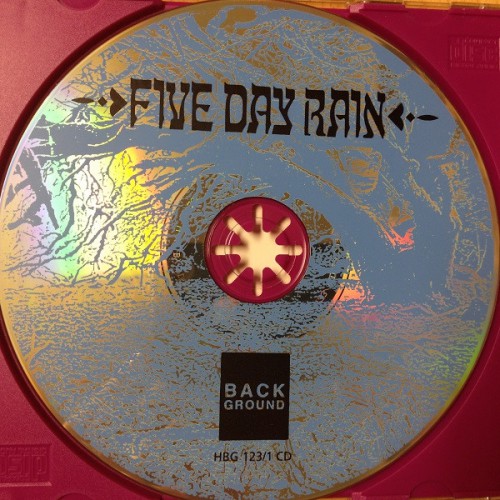 FIVE DAY RAIN
BACK
GROUND
HBG 123/1 CD